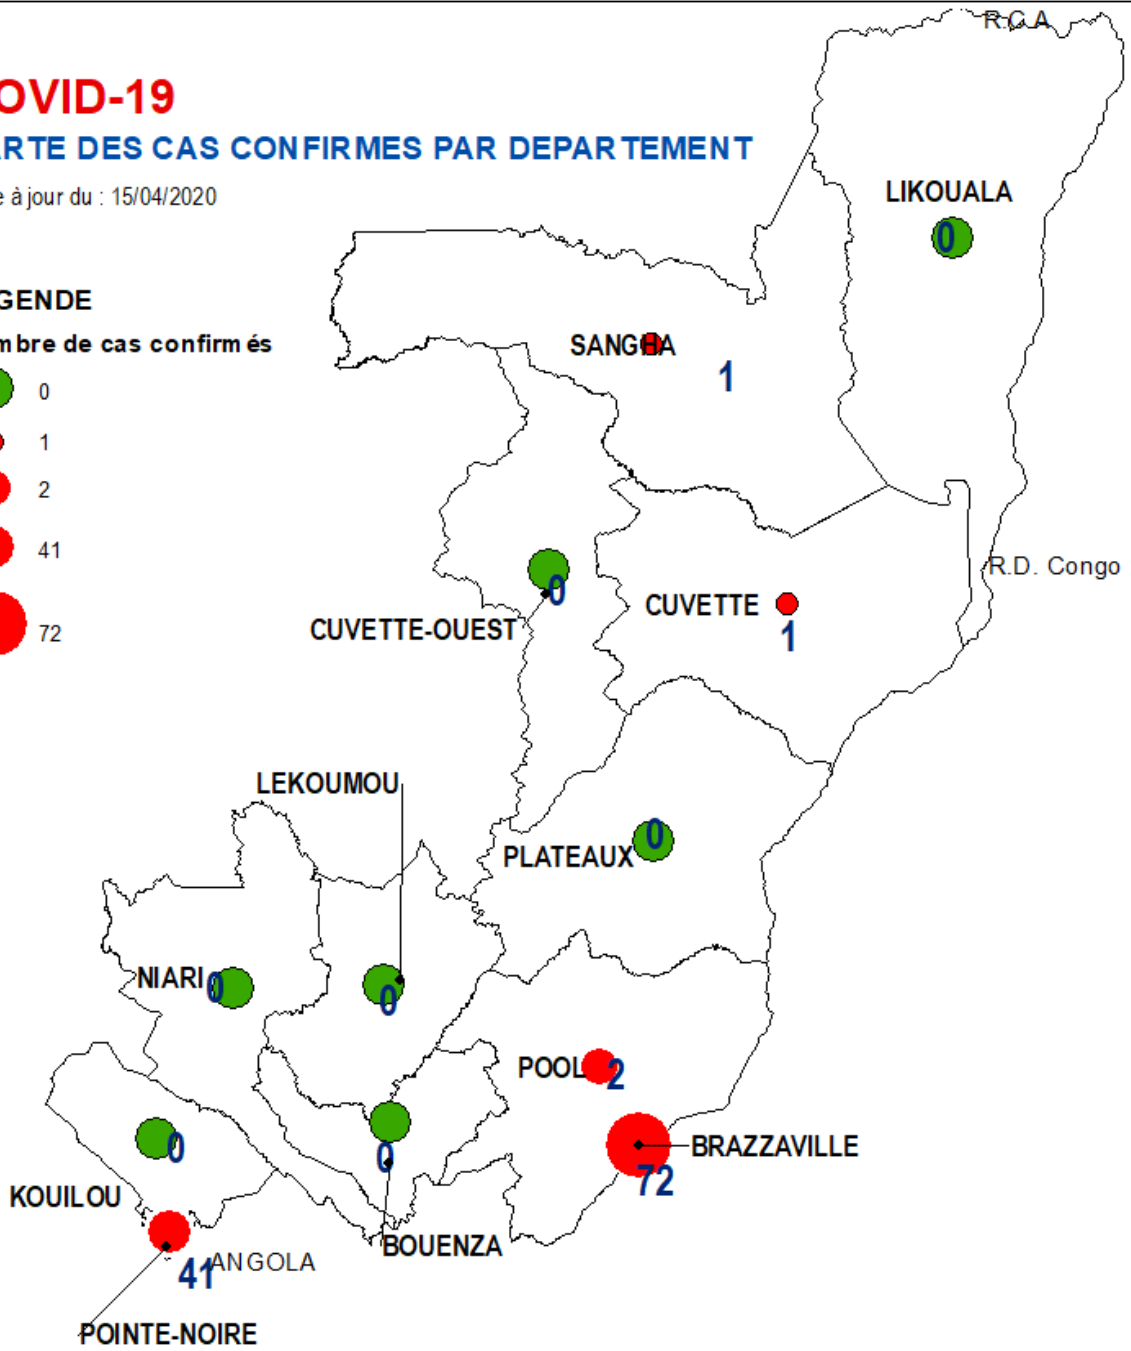 R.C.A
OVID-19
ARTE DES CAS CONFIRMES PAR DEPARTEMENT
e à jour du : 15/04/2020
LIKOUALA
0
GENDE
mbre de cas confirmés
0
1
2
41
72
SANGHA
1
R.D. Congo
0
CUVETTE-OUEST
CUVETTE
1
LEKOUMOU
PLATEAUX
0
NIARI
0
0
POOL
2
BRAZZAVILLE
72
0
0
KOUILOU
BOUENZA
41
ANGOLA
POINTE-NOIRE